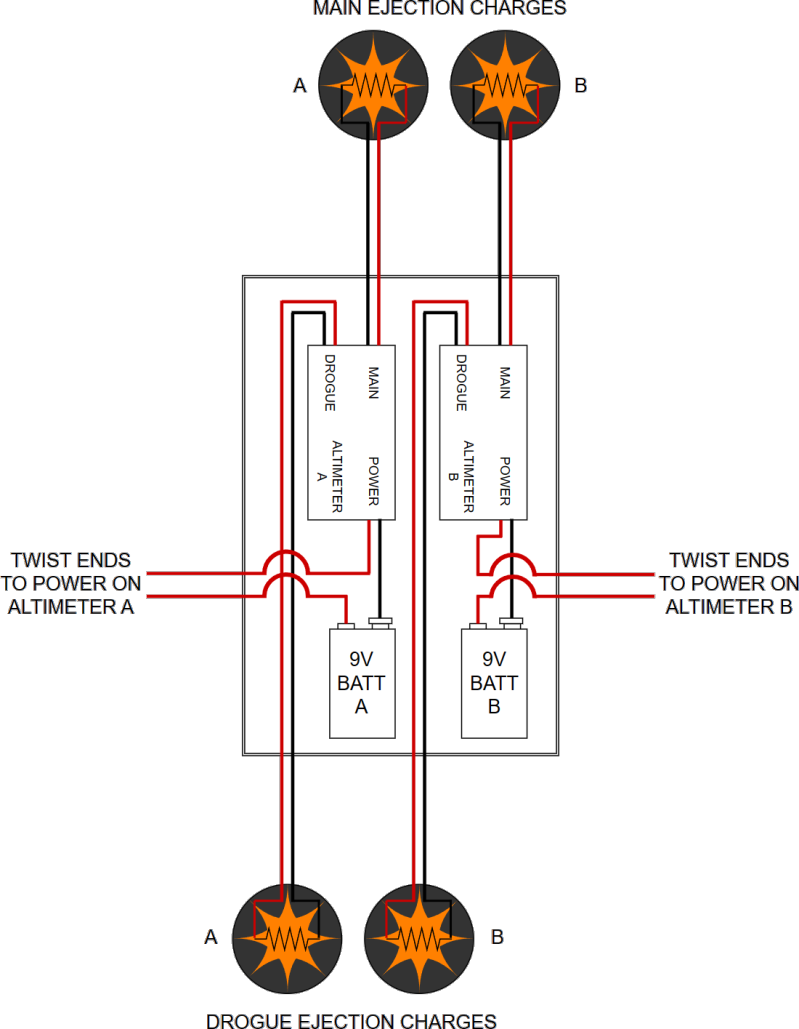 MAIN EJECTION CHARGES
A
B
DROGUE
MAIN
ALTIMETER
A
POWER
DROGUE
MAIN
ALTIMETER
B
POWER
TWIST ENDS
TO POWER ON
ALTIMETER A
TWIST ENDS
TO POWER ON
ALTIMETER B
9V
BATT
A
9V
BATT
B
A
B
DROGUE EJECTION CHARGES